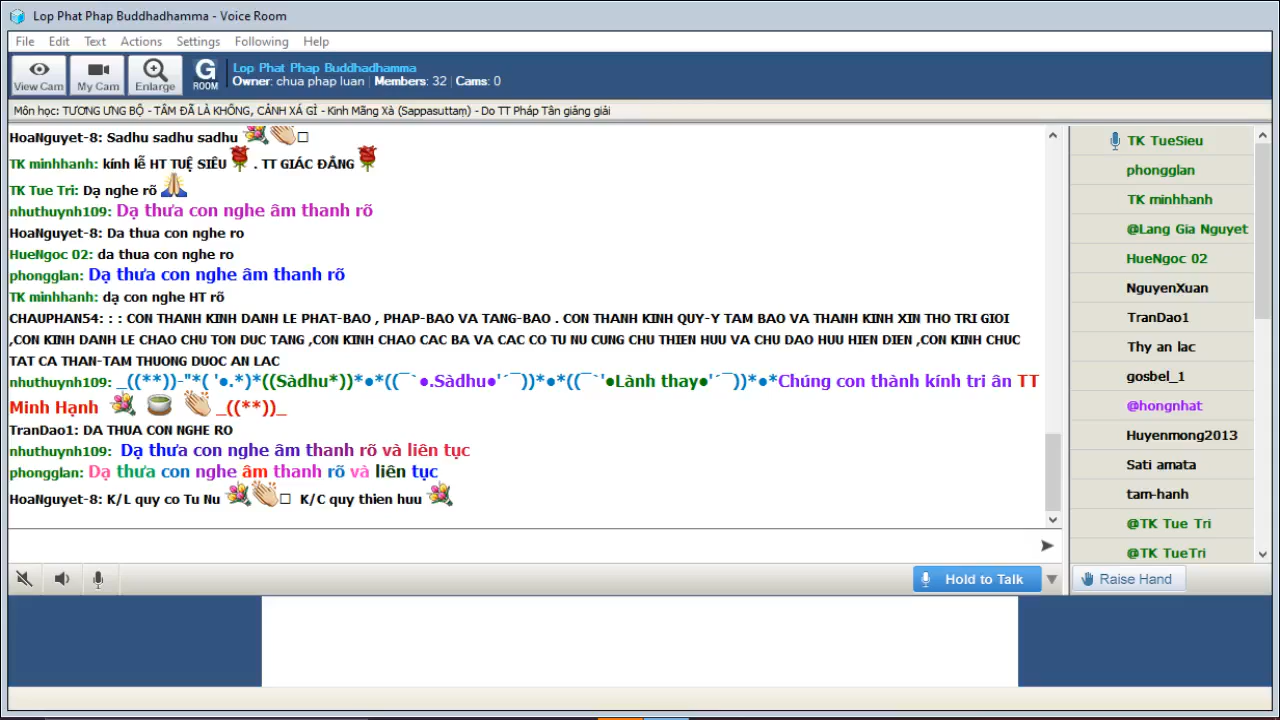 Lop Phat Phap Buddhadhamma - Voice Room
File Edit Text Actions Settings Following Help
View Cam My Cam Enlarge G ROOM
Lop Phat Phap Buddhadhamma
Owner: chua phap luan | Members: 32 | Cams: 0
Môn học: TƯƠNG ƯNG BỘ - TÂM ĐÃ LÀ KHÔNG, CẢNH XÁ GÌ - Kinh Mãng Xà (Sappasuttaṃ) - Do TT Pháp Tân giảng giải
HoaNguyet-8: Sadhu sadhu sadhu
TK minhhanh: kính lễ HT TUỆ SIÊU . TT GIÁC ĐẲNG
TK Tue Tri: Dạ nghe rõ
nhuthuynh109: Dạ thưa con nghe âm thanh rõ
HoaNguyet-8: Da thua con nghe ro
HueNgoc 02: da thua con nghe ro
phongglan: Dạ thưa con nghe âm thanh rõ
TK minhhanh: dạ con nghe HT rõ
CHAUPHAN54: : : CON THANH KINH DANH LE PHAT-BAO , PHAP-BAO VA TANG-BAO . CON THANH KINH QUY-Y TAM BAO VA THANH KINH XIN THO TRI GIOI
,CON KINH DANH LE CHAO CHU TON DUC TANG ,CON KINH CHAO CAC BA VA CAC CO TU NU CUNG CHU THIEN HUU VA CHU DAO HUU HIEN DIEN ,CON KINH CHUC
TAT CA THAN-TAM THUONG DUOC AN LAC
nhuthuynh109: _((**))-"*( '●.*)*((Sàdhu*))*●*((¯`●.Sàdhu●'´¯))*●*((¯`'●Lành thay●'´¯))*●*Chúng con thành kính tri ân TT
Minh Hạnh _((**))_
TranDao1: DA THUA CON NGHE RO
nhuthuynh109: Dạ thưa con nghe âm thanh rõ và liên tục
phongglan: Dạ thưa con nghe âm thanh rõ và liên tục
HoaNguyet-8: K/L quy co Tu Nu K/C quy thien huu
Hold to Talk
TK TueSieu
phongglan
TK minhhanh
@Lang Gia Nguyet
HueNgoc 02
NguyenXuan
TranDao1
Thy an lac
gosbel_1
@hongnhat
Huyenmong2013
Sati amata
tam-hanh
@TK Tue Tri
@TK TueTri
Raise Hand